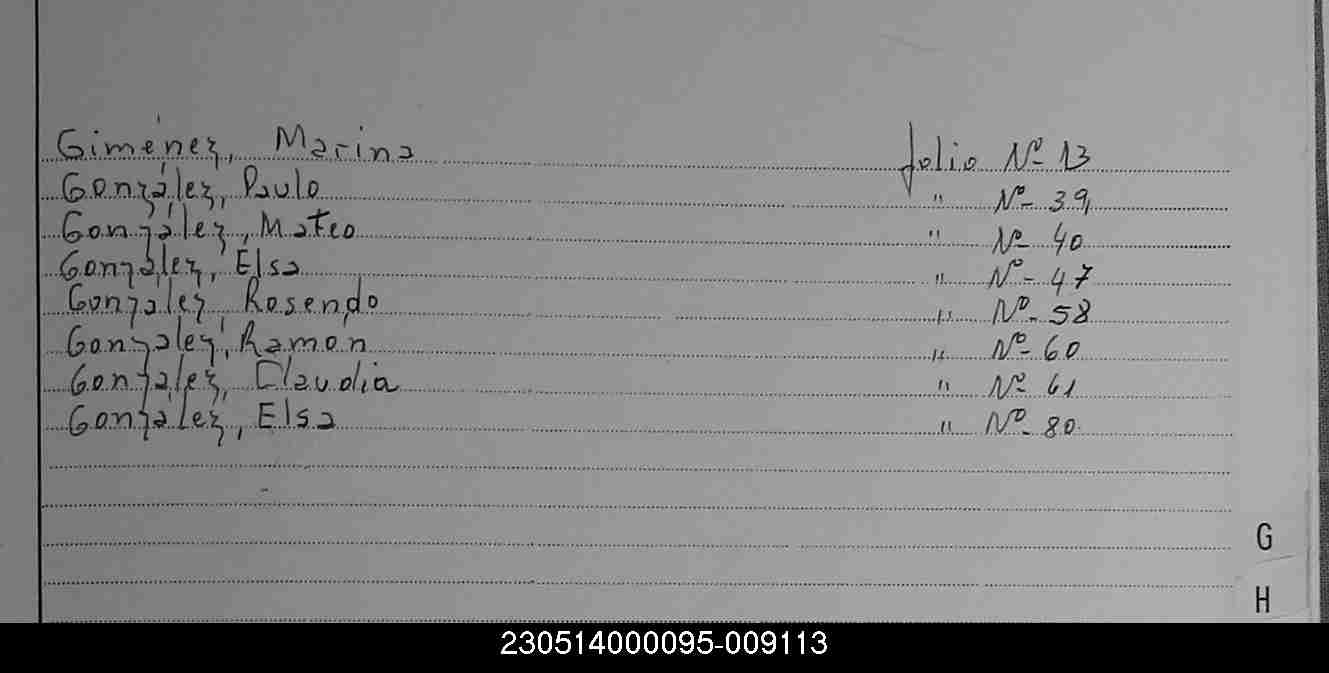 Giménez, Marina folio Nº 13
González, Paulo " Nº 39
González, Mateo " Nº 40
González, Elsa " Nº 47
González Rosendo " Nº 58
González, Ramon " Nº 60
González, Claudia " Nº 61
González, Elsa " Nº 80
G
H
230514000095-009113